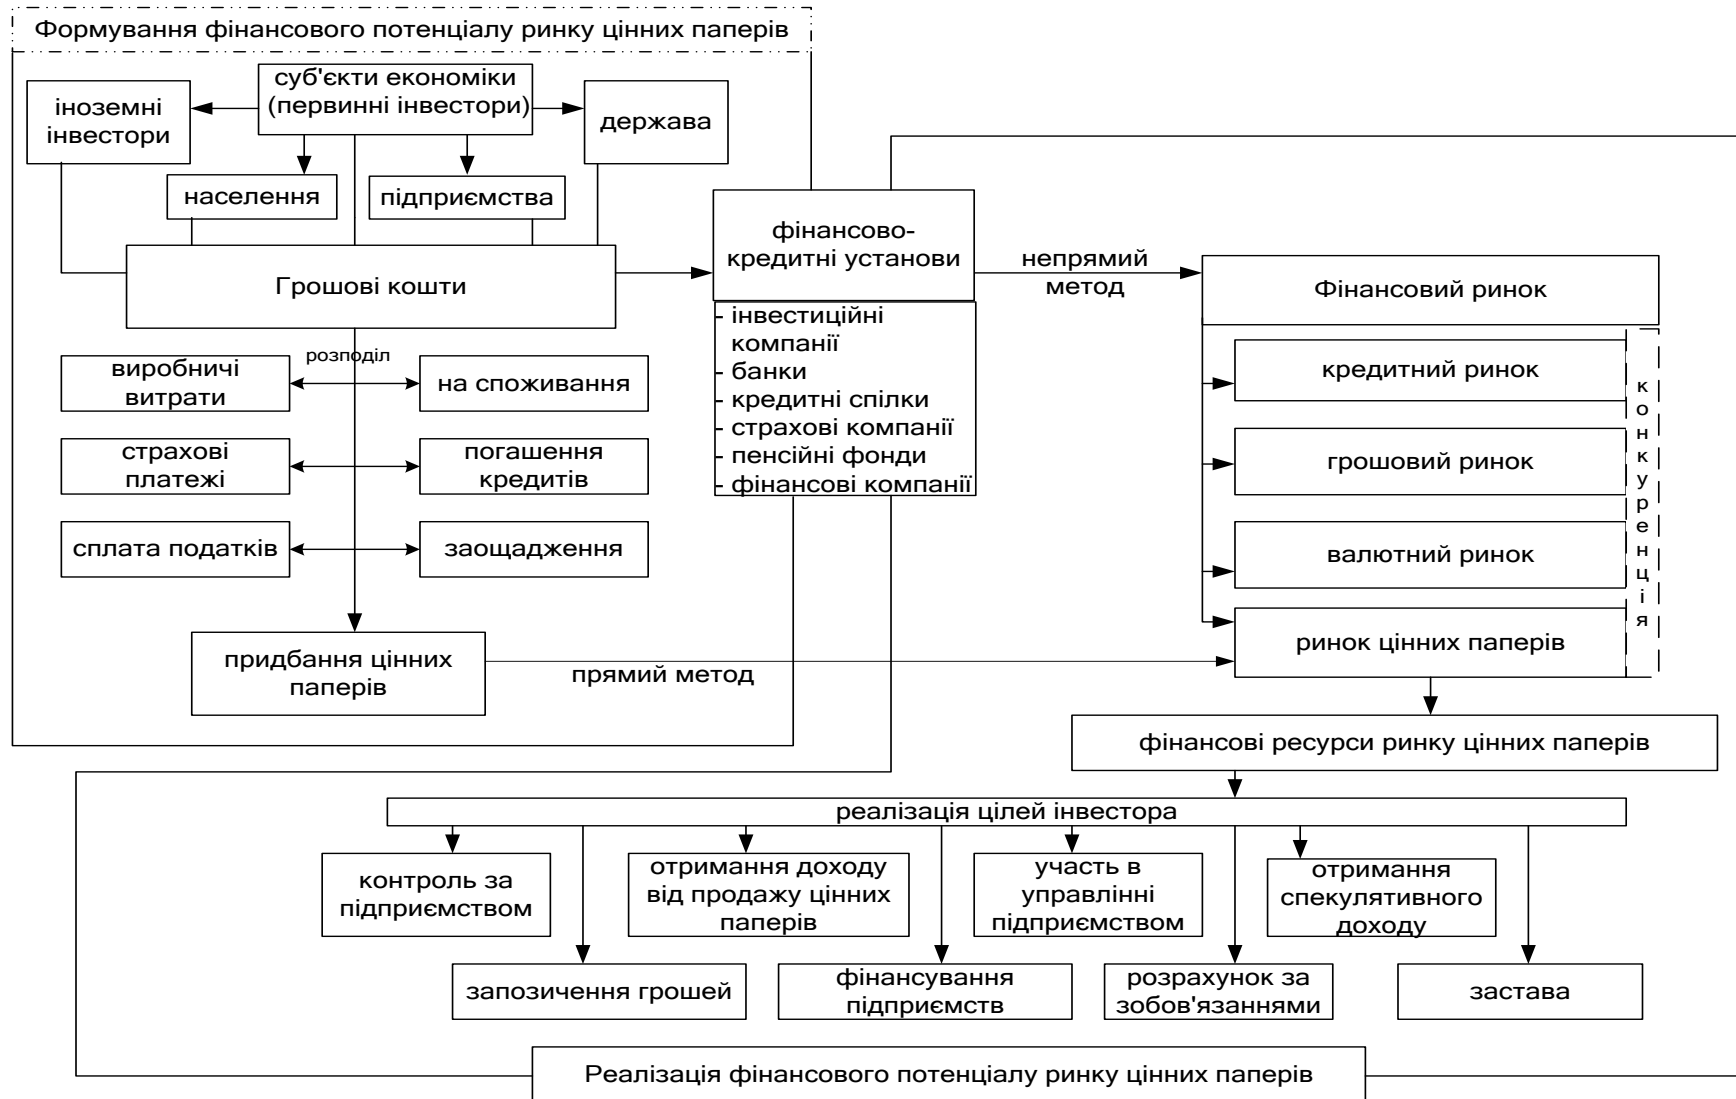 Формування фінансового потенціалу ринку цінних паперів
суб'єкти економіки
(первинні інвестори)
іноземні
інвестори
держава
населення
підприємства
Грошові кошти
фінансово-
кредитні установи
- інвестиційні
компанії
- банки
- кредитні спілки
- страхові компанії
- пенсійні фонди
- фінансові компанії
непрямий
метод
Фінансовий ринок
розподіл
виробничі
витрати
на споживання
страхові
платежі
погашення
кредитів
сплата податків
заощадження
кредитний ринок
грошовий ринок
валютний ринок
ринок цінних паперів
конкуренція
придбання цінних
паперів
прямий метод
фінансові ресурси ринку цінних паперів
реалізація цілей інвестора
контроль за
підприємством
отримання доходу
від продажу цінних
паперів
участь в
управлінні
підприємством
отримання
спекулятивного
доходу
запозичення грошей
фінансування
підприємств
розрахунок за
зобов'язаннями
застава
Реалізація фінансового потенціалу ринку цінних паперів